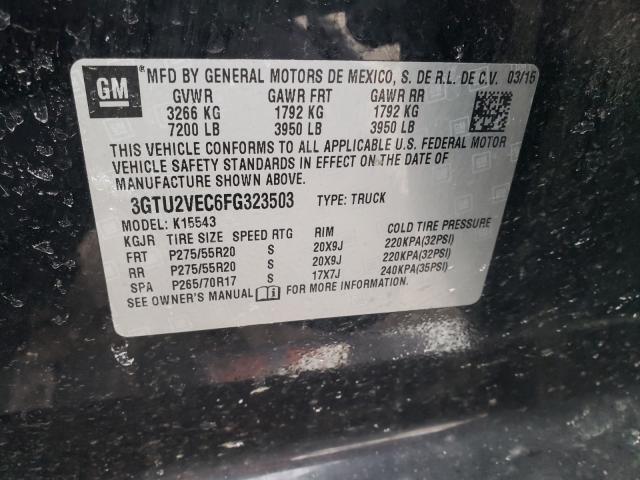 GM ® MFD BY GENERAL MOTORS DE MEXICO, S. DE R.L. DE C.V. 03/15
GVWR GAWR FRT GAWR RR
3266 KG 1792 KG 1792 KG
7200 LB 3950 LB 3950 LB
THIS VEHICLE CONFORMS TO ALL APPLICABLE U.S. FEDERAL MOTOR
VEHICLE SAFETY STANDARDS IN EFFECT ON THE DATE OF
MANUFACTURE SHOWN ABOVE.
3GTU2VEC6FG323503 TYPE: TRUCK
MODEL: K15543
KGJR TIRE SIZE SPEED RTG RIM COLD TIRE PRESSURE
FRT P275/55R20 S 20X9J 220KPA(32PSI)
RR P275/55R20 S 20X9J 220KPA(32PSI)
SPA P265/70R17 S 17X7J 240KPA(35PSI)
SEE OWNER'S MANUAL FOR MORE INFORMATION.